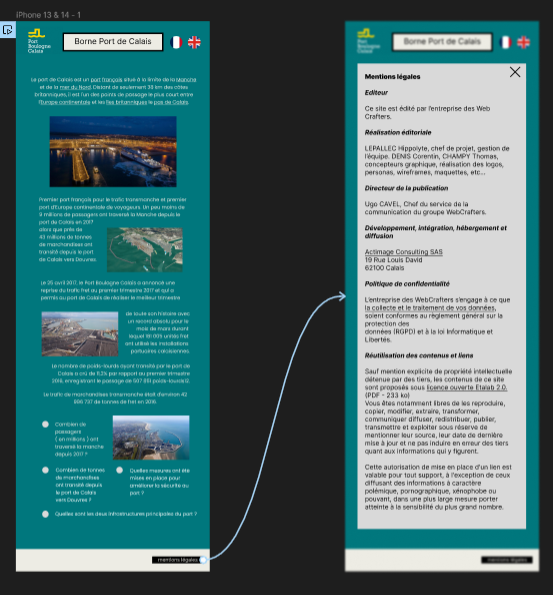 iPhone 13 & 14 - 1
Port
Boulogne
Calais
Borne Port de Calais
Le port de Calais est un port français situé à la limite de la Manche
et de la mer du Nord. Distant de seulement 38 km des côtes
britanniques, il est l'un des points de passage le plus court entre
l'Europe continentale et les îles britanniques le pas de Calais.
Premier port français pour le trafic transmanche et premier
port d'Europe continentale de voyageurs. Un peu moins de
9 millions de passagers ont traversé la Manche depuis le
port de Calais en 2017
alors que près de
43 millions de tonnes
de marchandises ont
transité depuis le port
de Calais vers Douvres.
Le 25 avril 2017, le Port Boulogne Calais a annoncé une
reprise du trafic fret au premier trimestre 2017 et qui a
permis au port de Calais de réaliser le meilleur trimestre
de toute son histoire avec
un record absolu pour le
mois de mars durant
lequel 191 005 unités fret
ont utilisé les installations
portuaires calaisiennes.
Le nombre de poids-lourds ayant transité par le port de
Calais a crû de 11,2% par rapport au premier trimestre
2016, enregistrant le passage de 507 851 poids-lourds12.
Le trafic de marchandises transmanche était d'environ 42
tonnes de fret en 2016.
Combien de
passagers
( en millions ) ont
traversé la manche
depuis 2017 ?
Combien de tonnes
de marchandises
ont transité depuis
le port de Calais
vers Douvres ?
Quelles mesures ont été
mises en place pour
améliorer la sécurité au
port ?
Quelles sont les deux infrastructures principales du port ?
mentions légales
Port
Boulogne
Calais
Borne Port de Calais
Mentions légales
Editeur
Ce site est édité par l'entreprise des Web
Crafters.
Réalisation éditoriale
LEPALLEC Hippolyte, chef de projet, gestion de
l'équipe. DENIS Corentin, CHAMPY Thomas,
concepteurs graphique, réalisation des logos,
personas, wireframes, maquettes, etc...
Directeur de la publication
Ugo CAVEL, Chef du service de la
communication du groupe WebCrafters.
Développement, intégration, hébergement et
diffusion
Actimage Consulting SAS
19 Rue Louis David
62100 Calais
Politique de confidentialité
L'entreprise des WebCrafters s'engage à ce que
la collecte et le traitement de vos données,
soient conformes au règlement général sur la
protection des
données (RGPD) et à la loi Informatique et
Libertés.
Réutilisation des contenus et liens
Sauf mention explicite de propriété intellectuelle
détenue par des tiers, les contenus de ce site
sont proposés sous licence ouverte Etalab 2.0.
(PDF - 233 ko)
Vous êtes notamment libres de les reproduire,
copier, modifier, extraire, transformer,
communiquer diffuser, redistribuer, publier,
transmettre et exploiter sous réserve de
mentionner leur source, leur date de dernière
mise à jour et ne pas induire en erreur des tiers
quant aux informations qui y figurent.
Cette autorisation de mise en place d'un lien est
valable pour tout support, à l'exception de ceux
diffusant des informations à caractère
polémique, pornographique, xénophobe ou
pouvant, dans une plus large mesure porter
atteinte à la sensibilité du plus grand nombre.
mentions légales